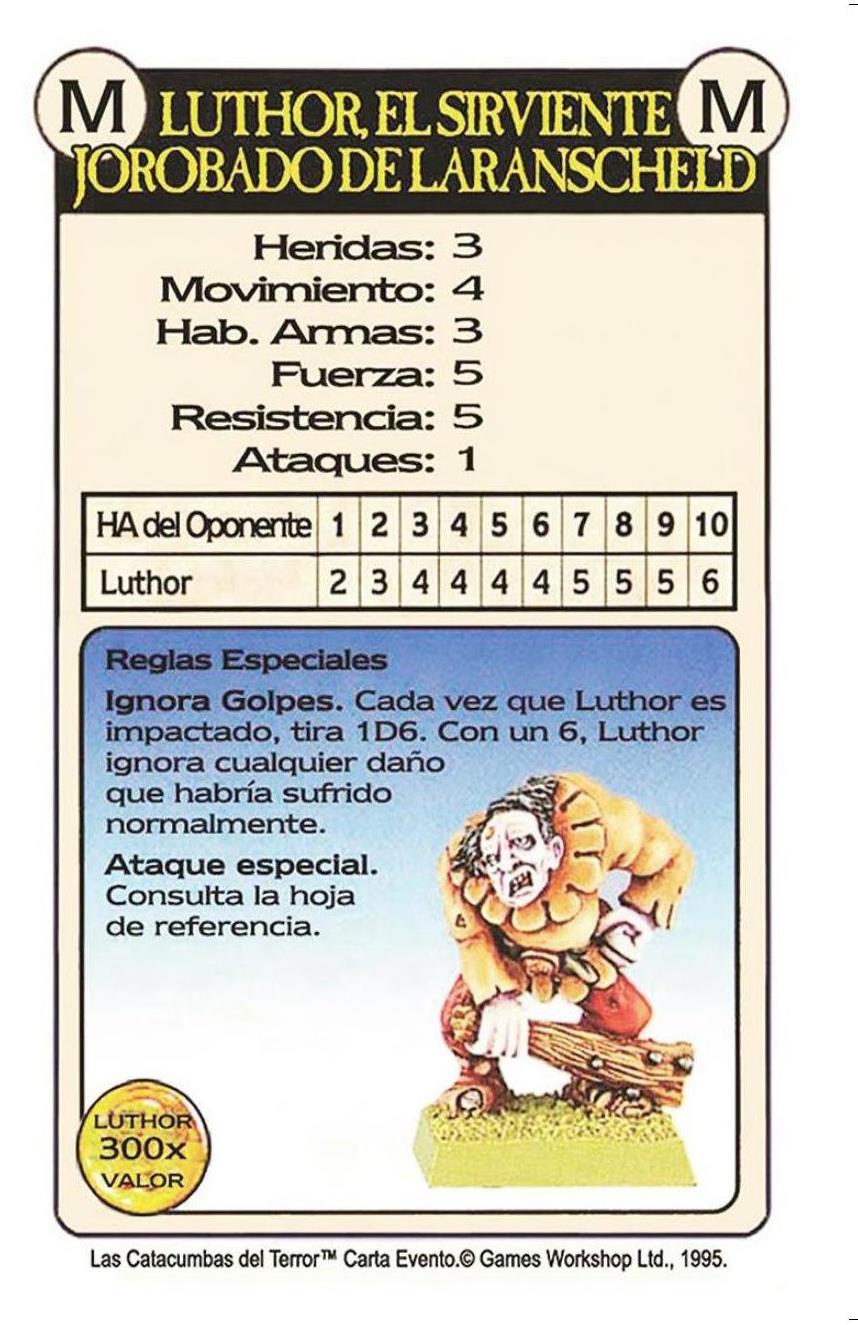 M LUTHOR, EL SIRVIENTE M
JOROBADO DE LARANSCHELD
Heridas: 3
Movimiento: 4
Hab. Armas: 3
Fuerza: 5
Resistencia: 5
Ataques: 1
HA del Oponente 1 2 3 4 5 6 7 8 9 10
Luthor 2 3 4 4 4 4 5 5 5 6
Reglas Especiales
Ignora Golpes. Cada vez que Luthor es
impactado, tira 1D6. Con un 6, Luthor
ignora cualquier daño
que habría sufrido
normalmente.
Ataque especial.
Consulta la hoja
de referencia.
LUTHOR
300x
VALOR
Las Catacumbas del Terror™ Carta Evento.© Games Workshop Ltd., 1995.